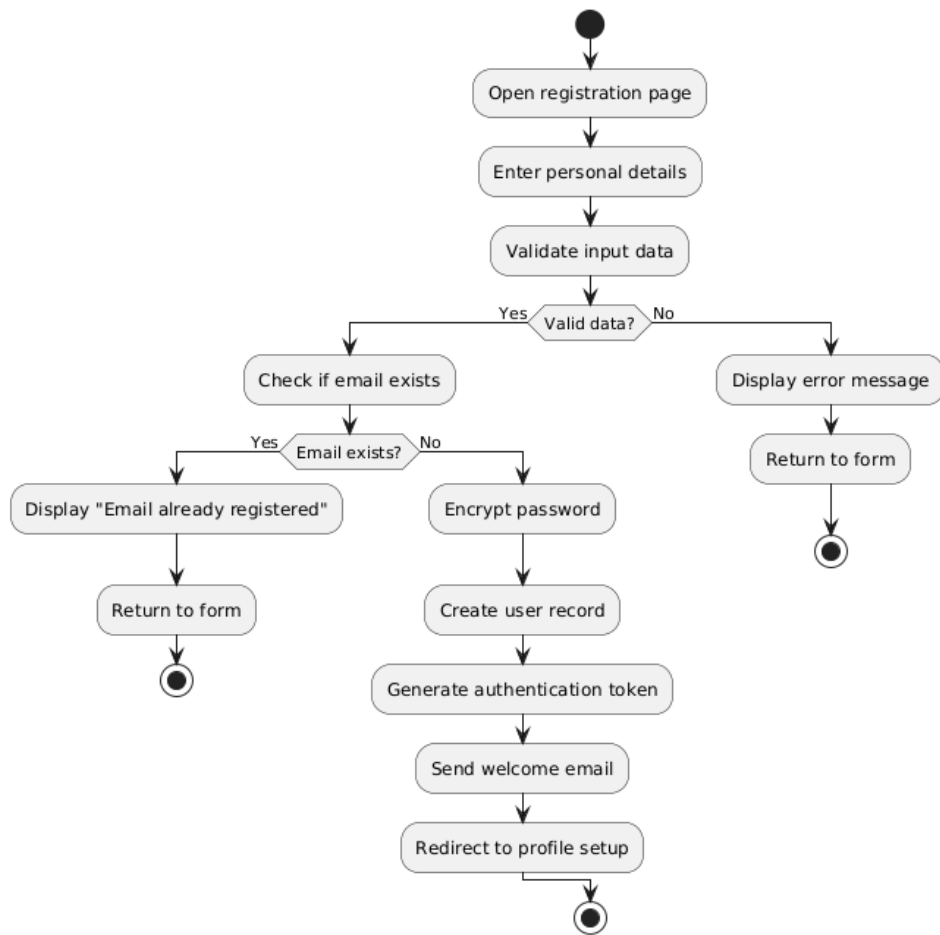 Open registration page
Enter personal details
Validate input data
Yes
Valid data?
No
Check if email exists
Display error message
Yes
Email exists?
No
Return to form
Display "Email already registered"
Encrypt password
Return to form
Create user record
Generate authentication token
Send welcome email
Redirect to profile setup